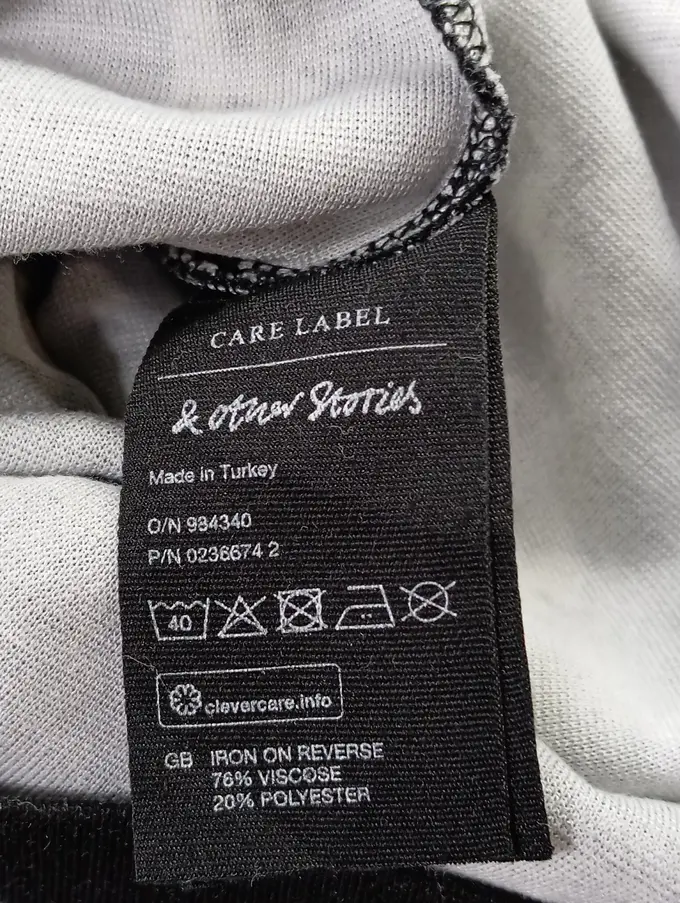 CARE LABEL
& other Stories
Made in Turkey
O/N 984340
P/N 0236674 2
40
clevercare.info
GB IRON ON REVERSE
76% VISCOSE
20% POLYESTER